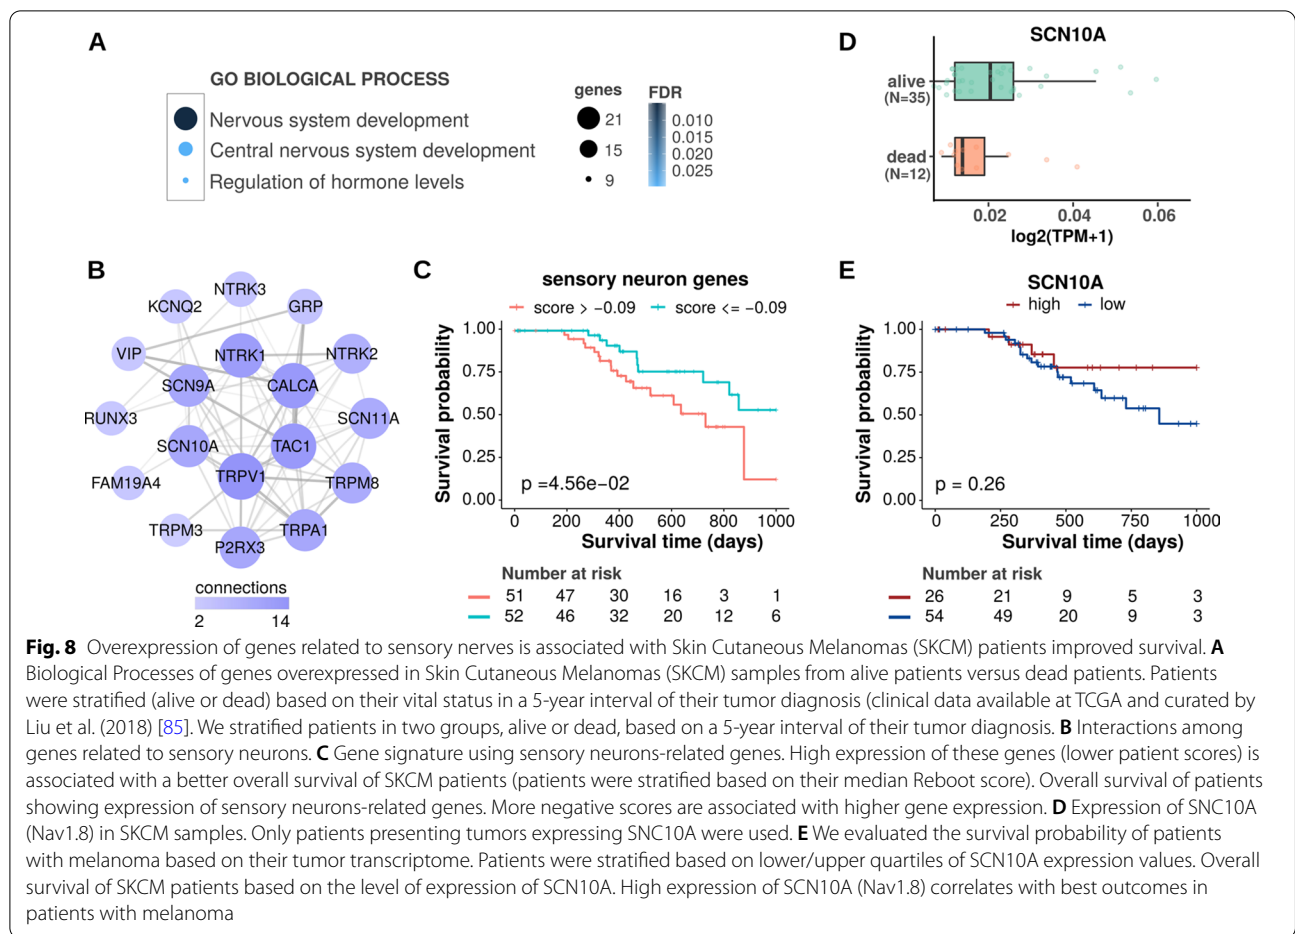 A
GO BIOLOGICAL PROCESS
Nervous system development
Central nervous system development
Regulation of hormone levels
genes
21
15
9
FDR
0.010
0.015
0.020
0.025
D
SCN10A
alive
(N=35)
dead
(N=12)
0.02 0.04 0.06
log2(TPM+1)
B
NTRK3
KCNQ2
GRP
VIP
NTRK1
NTRK2
SCN9A
CALCA
RUNX3
SCN11A
SCN10A
TAC1
FAM19A4
TRPV1
TRPM8
TRPM3
TRPA1
P2RX3
connections
2 14
C
sensory neuron genes
score > −0.09 score <= −0.09
Survival probability
1.00
0.75
0.50
0.25
0.00
p =4.56e−02
0 200 400 600 800 1000
Survival time (days)
Number at risk
51 47 30 16 3 1
52 46 32 20 12 6
E
SCN10A
high low
Survival probability
1.00
0.75
0.50
0.25
0.00
p = 0.26
0 250 500 750 1000
Survival time (days)
Number at risk
26 21 9 5 3
54 49 20 9 3
Fig. 8 Overexpression of genes related to sensory nerves is associated with Skin Cutaneous Melanomas (SKCM) patients improved survival. A
Biological Processes of genes overexpressed in Skin Cutaneous Melanomas (SKCM) samples from alive patients versus dead patients. Patients
were stratified (alive or dead) based on their vital status in a 5-year interval of their tumor diagnosis (clinical data available at TCGA and curated by
Liu et al. (2018) [85]. We stratified patients in two groups, alive or dead, based on a 5-year interval of their tumor diagnosis. B Interactions among
genes related to sensory neurons. C Gene signature using sensory neurons-related genes. High expression of these genes (lower patient scores) is
associated with a better overall survival of SKCM patients (patients were stratified based on their median Reboot score). Overall survival of patients
showing expression of sensory neurons-related genes. More negative scores are associated with higher gene expression. D Expression of SNC10A
(Nav1.8) in SKCM samples. Only patients presenting tumors expressing SNC10A were used. E We evaluated the survival probability of patients
with melanoma based on their tumor transcriptome. Patients were stratified based on lower/upper quartiles of SCN10A expression values. Overall
survival of SKCM patients based on the level of expression of SCN10A. High expression of SCN10A (Nav1.8) correlates with best outcomes in
patients with melanoma